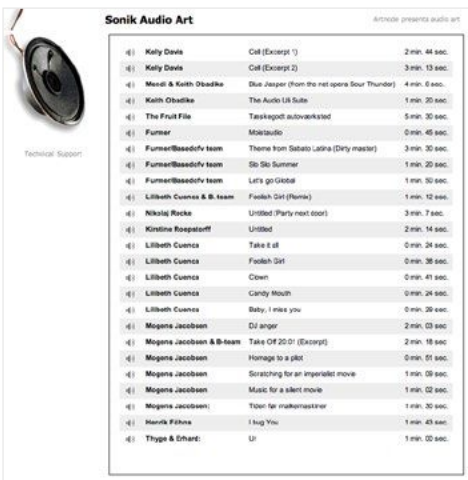 Sonik Audio Art
Artnode presents audio art
Technical Support
Kelly Davis Cell (Excerpt 1) 2 min. 44 sec.
Kelly Davis Cell (Excerpt 2) 3 min. 13 sec.
Mendi & Keith Obadike Blue Jasper (from the net opera Sour Thunder) 4 min. 0 sec.
Keith Obadike The Audio Uli Suite 1 min. 20 sec.
The Fruit File Tæskegodt autoværksted 5 min. 30 sec.
Furner Moistaudio 0 min. 45 sec.
Furner/Basedcfv team Theme from Sabato Latina (Dirty master) 3 min. 30 sec.
Furner/Basedcfv team Slo Slo Summer 1 min. 20 sec.
Furner/Basedcfv team Let's go Global 1 min. 50 sec.
Lilibeth Cuenca & B-team Foolish Girl (Remix) 1 min. 12 sec.
Nikolaj Recke Untitled (Party next door) 3 min. 7 sec.
Kirstine Roepstorff Untitled 2 min. 14 sec.
Lilibeth Cuenca Take it all 0 min. 24 sec.
Lilibeth Cuenca Foolish Girl 0 min. 38 sec.
Lilibeth Cuenca Clown 0 min. 41 sec.
Lilibeth Cuenca Candy Mouth 0 min. 24 sec.
Lilibeth Cuenca Baby, I miss you 0 min. 29 sec.
Mogens Jacobsen DJ anger 2 min. 03 sec
Mogens Jacobsen & B-team Take Off 20.01 (Excerpt) 2 min. 18 sec
Mogens Jacobsen Homage to a pilot 0 min. 51 sec.
Mogens Jacobsen Scratching for an imperialist movie 1 min. 09 sec.
Mogens Jacobsen Music for a silent movie 1 min. 02 sec.
Mogens Jacobsen: Tiden før malkemaskiner 1 min. 30 sec.
Henrik Föhns I bug You 1 min. 43 sec.
Thyge & Erhard: Ur 1 min. 00 sec.